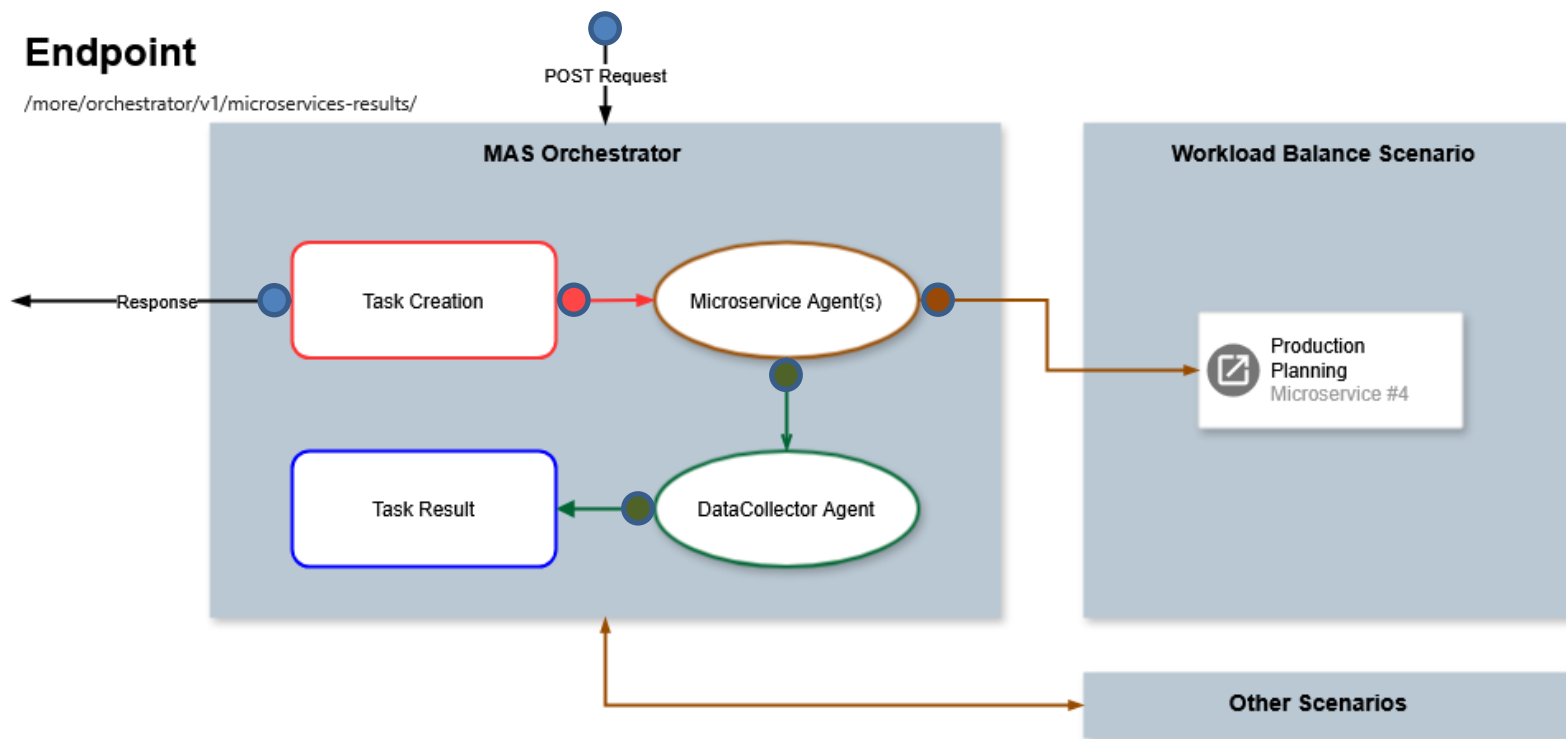 Endpoint
/more/orchestrator/v1/microservices-results/
POST Request
MAS Orchestrator
Workload Balance Scenario
Response
Task Creation
Microservice Agent(s)
Production
Planning
Microservice #4
Task Result
DataCollector Agent
Other Scenarios